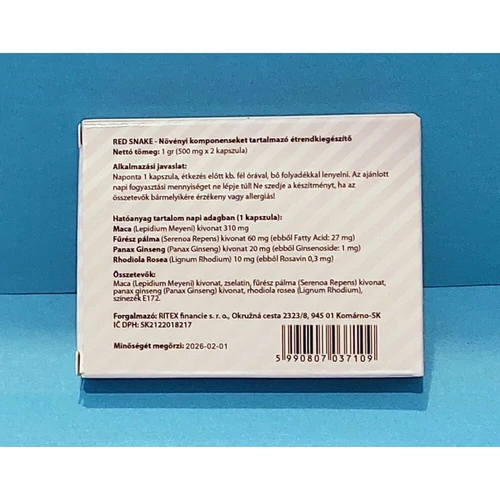 RED SNAKE - Növényi komponenseket tartalmazó étrendkiegészítő
Nettó tömeg: 1 gr (500 mg x 2 kapszula)
Alkalmazási javaslat:
Naponta 1 kapszula, étkezés előtt kb. fél órával, bő folyadékkal lenyelni. Az ajánlott
napi fogyasztási mennyiséget ne lépje túl! Ne szedje a készítményt, ha az
összetevők bármelyikére érzékeny vagy allergiás!
Hatóanyag tartalom napi adagban (1 kapszula):
Maca (Lepidium Meyeni) kivonat 310 mg
Fűrész pálma (Serenoa Repens) kivonat 60 mg (ebből Fatty Acid: 27 mg)
Panax Ginseng (Panax Ginseng) kivonat 20 mg (ebből Ginsenoside: 1 mg)
Rhodiola Rosea (Lignum Rhodium) 10 mg (ebből Rosavin 0,3 mg)
Összetevők:
Maca (Lepidium Meyeni) kivonat, zselatin, fűrész pálma (Serenoa Repens) kivonat,
panax ginseng (Panax Ginseng) kivonat, rhodiola rosea (Lignum Rhodium),
színezék E172.
Forgalmazó: RITEX financie s. r. o., Okružná cesta 2323/8, 945 01 Komárno-SK
IČ DPH: SK2122018217
Minőségét megőrzi: 2026-02-01
5 990807 037109